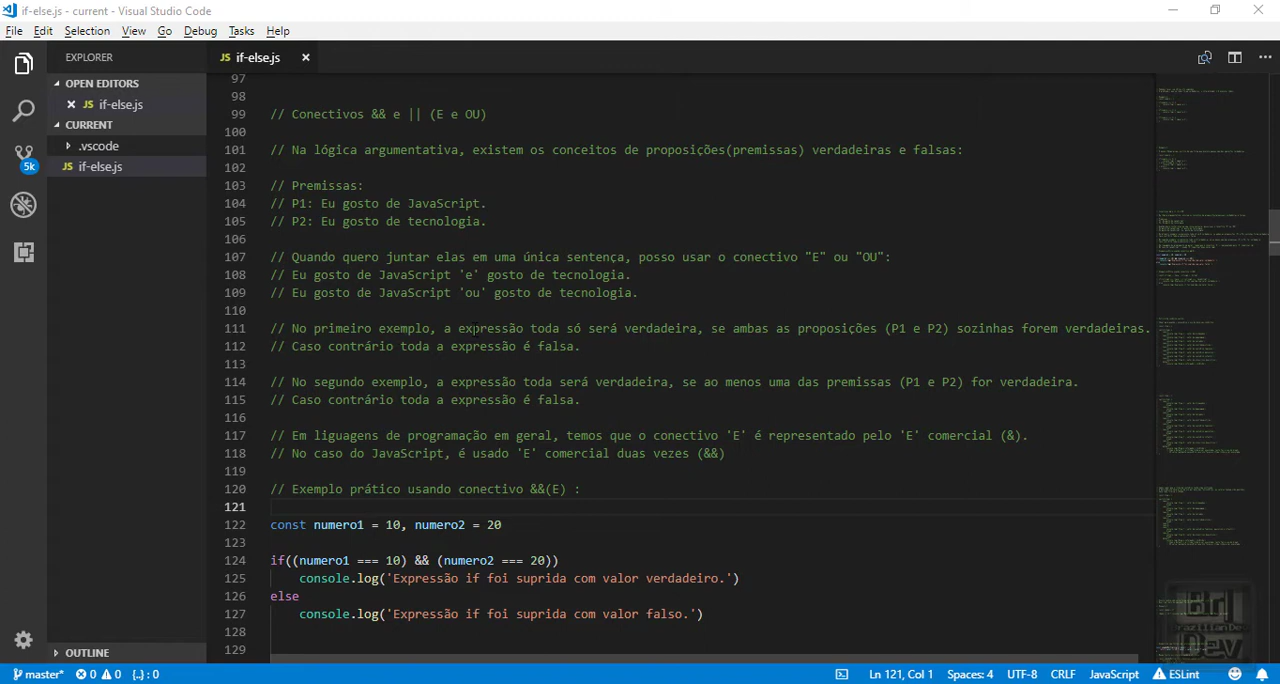 if-else.js - current - Visual Studio Code
File Edit Selection View Go Debug Tasks Help
EXPLORER
JS if-else.js
OPEN EDITORS
JS if-else.js
CURRENT
.vscode
JS if-else.js
5k
97
98
99 // Conectivos && e || (E e OU)
100
101 // Na lógica argumentativa, existem os conceitos de proposições(premissas) verdadeiras e falsas:
102
103 // Premissas:
104 // P1: Eu gosto de JavaScript.
105 // P2: Eu gosto de tecnologia.
106
107 // Quando quero juntar elas em uma única sentença, posso usar o conectivo "E" ou "OU":
108 // Eu gosto de JavaScript 'e' gosto de tecnologia.
109 // Eu gosto de JavaScript 'ou' gosto de tecnologia.
110
111 // No primeiro exemplo, a expressão toda só será verdadeira, se ambas as proposições (P1 e P2) sozinhas forem verdadeiras.
112 // Caso contrário toda a expressão é falsa.
113
114 // No segundo exemplo, a expressão toda será verdadeira, se ao menos uma das premissas (P1 e P2) for verdadeira.
115 // Caso contrário toda a expressão é falsa.
116
117 // Em liguagens de programação em geral, temos que o conectivo 'E' é representado pelo 'E' comercial (&).
118 // No caso do JavaScript, é usado 'E' comercial duas vezes (&&)
119
120 // Exemplo prático usando conectivo &&(E) :
121
122 const numero1 = 10, numero2 = 20
123
124 if((numero1 === 10) && (numero2 === 20))
125 console.log('Expressão if foi suprida com valor verdadeiro.')
126 else
127 console.log('Expressão if foi suprida com valor falso.')
128
129
OUTLINE
master* 0 0 {..} : 0 Ln 121, Col 1 Spaces: 4 UTF-8 CRLF JavaScript ESLint